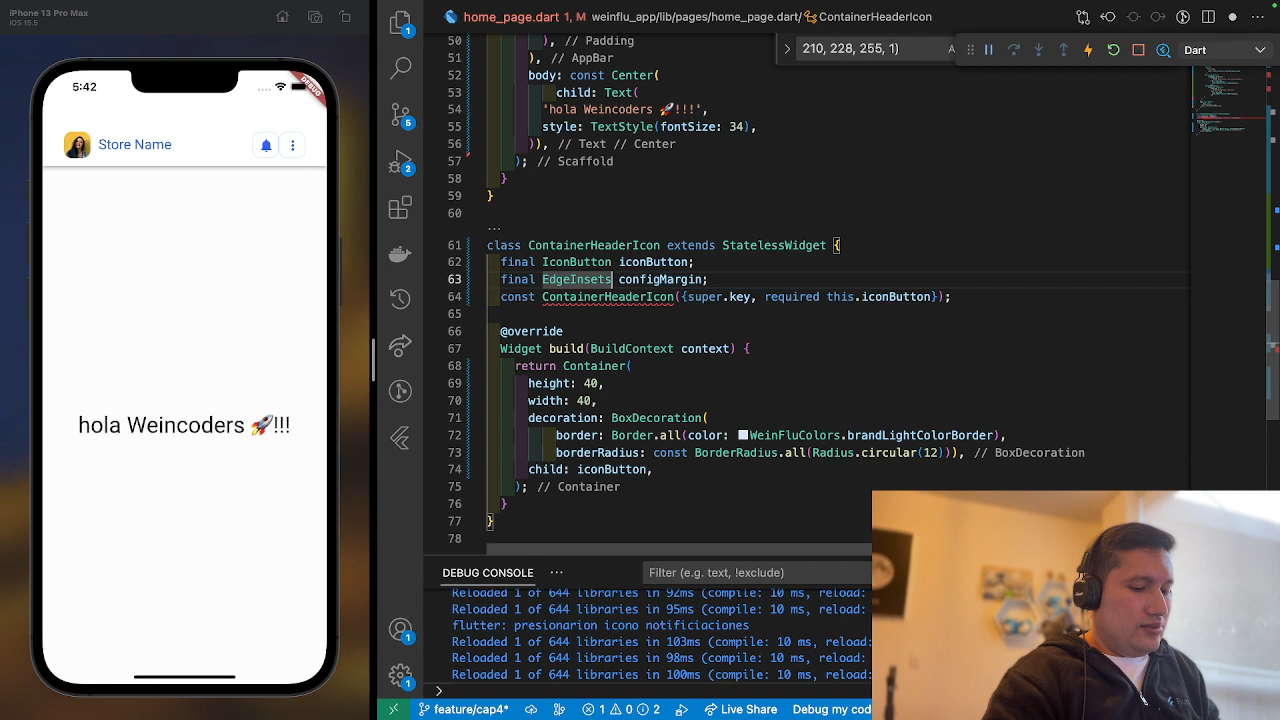 iPhone 13 Pro Max
iOS 15.5
5:42
DEBUG
Store Name
hola Weincoders 🚀!!!
1
5
2
1
1
home_page.dart 1, M
weinflu_app/lib/pages/home_page.dart/
ContainerHeaderIcon
210, 228, 255, 1)
A
Dart
50 ), // Padding
51 ), // AppBar
52 body: const Center(
53 child: Text(
54 'hola Weincoders 🚀!!!',
55 style: TextStyle(fontSize: 34),
56 )), // Text // Center
57 ); // Scaffold
58 }
59 }
60
...
61 class ContainerHeaderIcon extends StatelessWidget {
62 final IconButton iconButton;
63 final EdgeInsets configMargin;
64 const ContainerHeaderIcon({super.key, required this.iconButton});
65
66 @override
67 Widget build(BuildContext context) {
68 return Container(
69 height: 40,
70 width: 40,
71 decoration: BoxDecoration(
72 border: Border.all(color: WeinFluColors.brandLightColorBorder),
73 borderRadius: const BorderRadius.all(Radius.circular(12))), // BoxDecoration
74 child: iconButton,
75 ); // Container
76 }
77 }
78
DEBUG CONSOLE ...
Filter (e.g. text, !exclude)
Reloaded 1 of 644 libraries in 92ms (compile: 10 ms, reload:
Reloaded 1 of 644 libraries in 95ms (compile: 10 ms, reload:
flutter: presionarion icono notificiaciones
Reloaded 1 of 644 libraries in 103ms (compile: 10 ms, reload:
Reloaded 1 of 644 libraries in 98ms (compile: 10 ms, reload:
Reloaded 1 of 644 libraries in 100ms (compile: 10 ms, reload:
feature/cap4* 1 0 2 Live Share Debug my cod